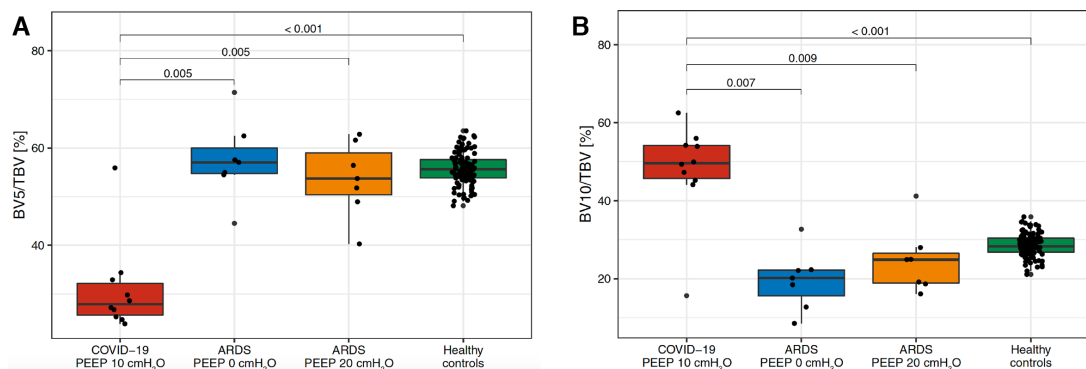 A
80
60
40
BV5/TBV [%]
< 0.001
0.005
0.005
COVID−19
PEEP 10 cmH₂O
ARDS
PEEP 0 cmH₂O
ARDS
PEEP 20 cmH₂O
Healthy
controls
B
80
60
40
20
BV10/TBV [%]
< 0.001
0.009
0.007
COVID−19
PEEP 10 cmH₂O
ARDS
PEEP 0 cmH₂O
ARDS
PEEP 20 cmH₂O
Healthy
controls